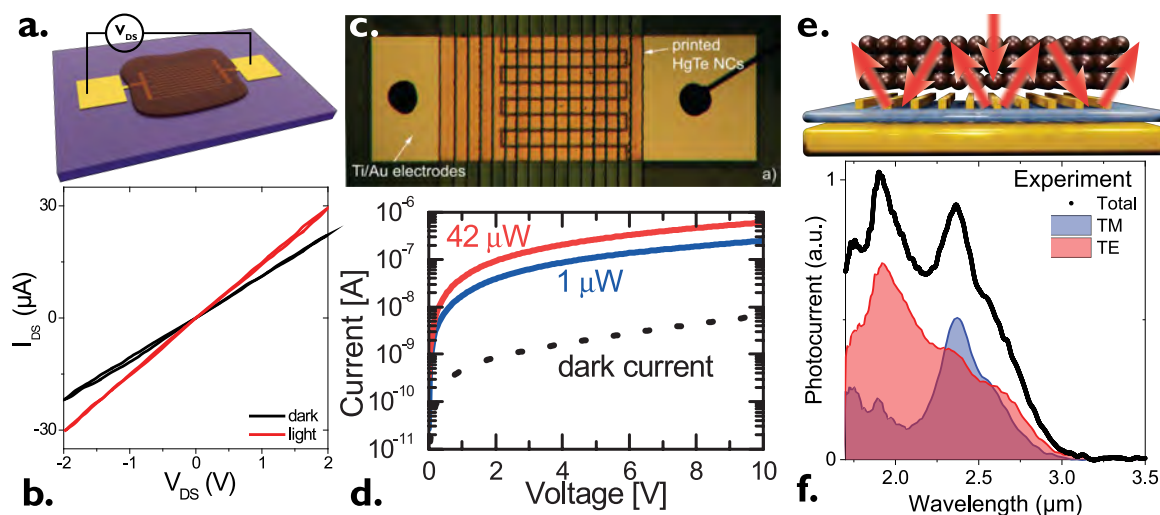 a.
V_DS
c.
printed
HgTe NCs
Ti/Au electrodes
a)
e.
30
0
-30
I_DS (µA)
dark
light
-2
-1
0
1
2
V_DS (V)
b.
10^-6
10^-7
10^-8
10^-9
10^-10
10^-11
Current [A]
42 µW
1 µW
dark current
0
2
4
6
8
10
Voltage [V]
d.
1
0
Photocurrent (a.u.)
Experiment
Total
TM
TE
2.0
2.5
3.0
3.5
Wavelength (µm)
f.